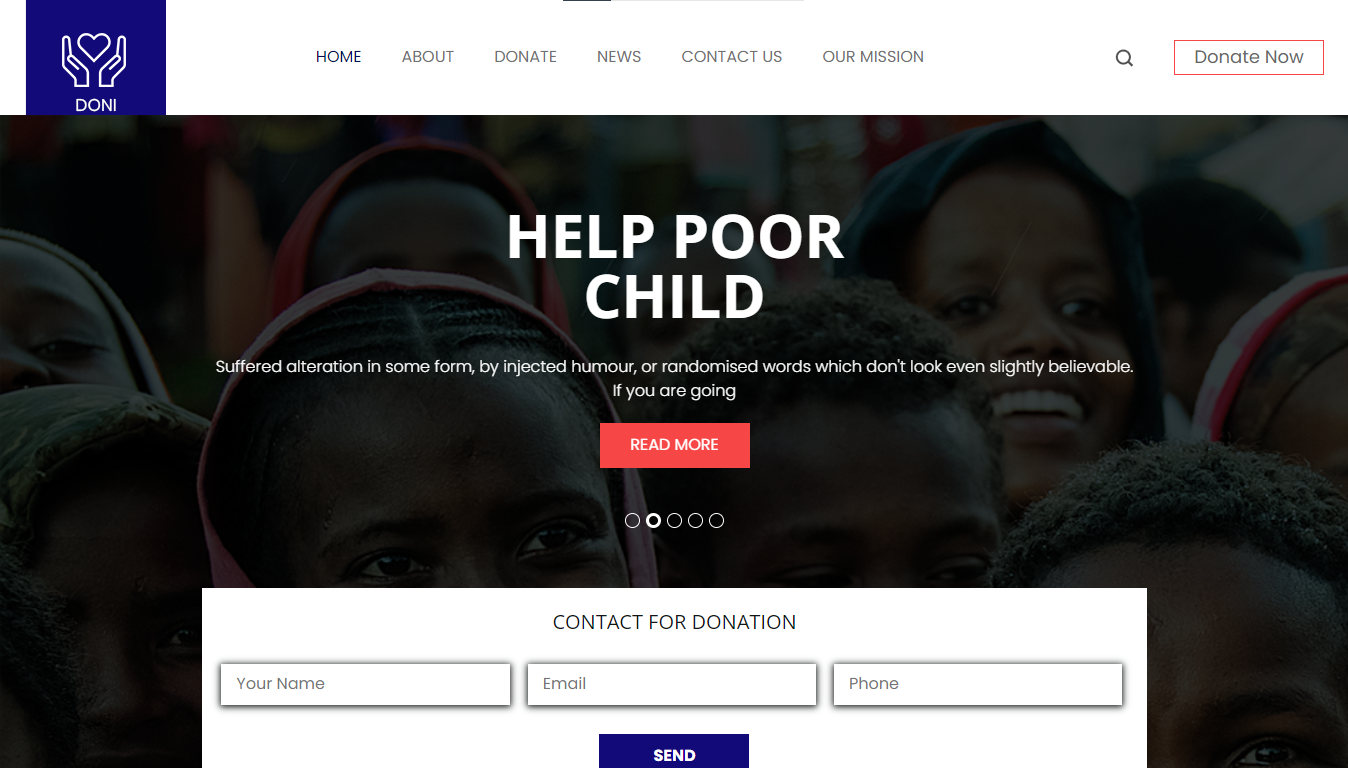 DONI
HOME ABOUT DONATE NEWS CONTACT US OUR MISSION
Donate Now
HELP POOR
CHILD
Suffered alteration in some form, by injected humour, or randomised words which don't look even slightly believable.
If you are going
READ MORE
CONTACT FOR DONATION
Your Name Email Phone
SEND